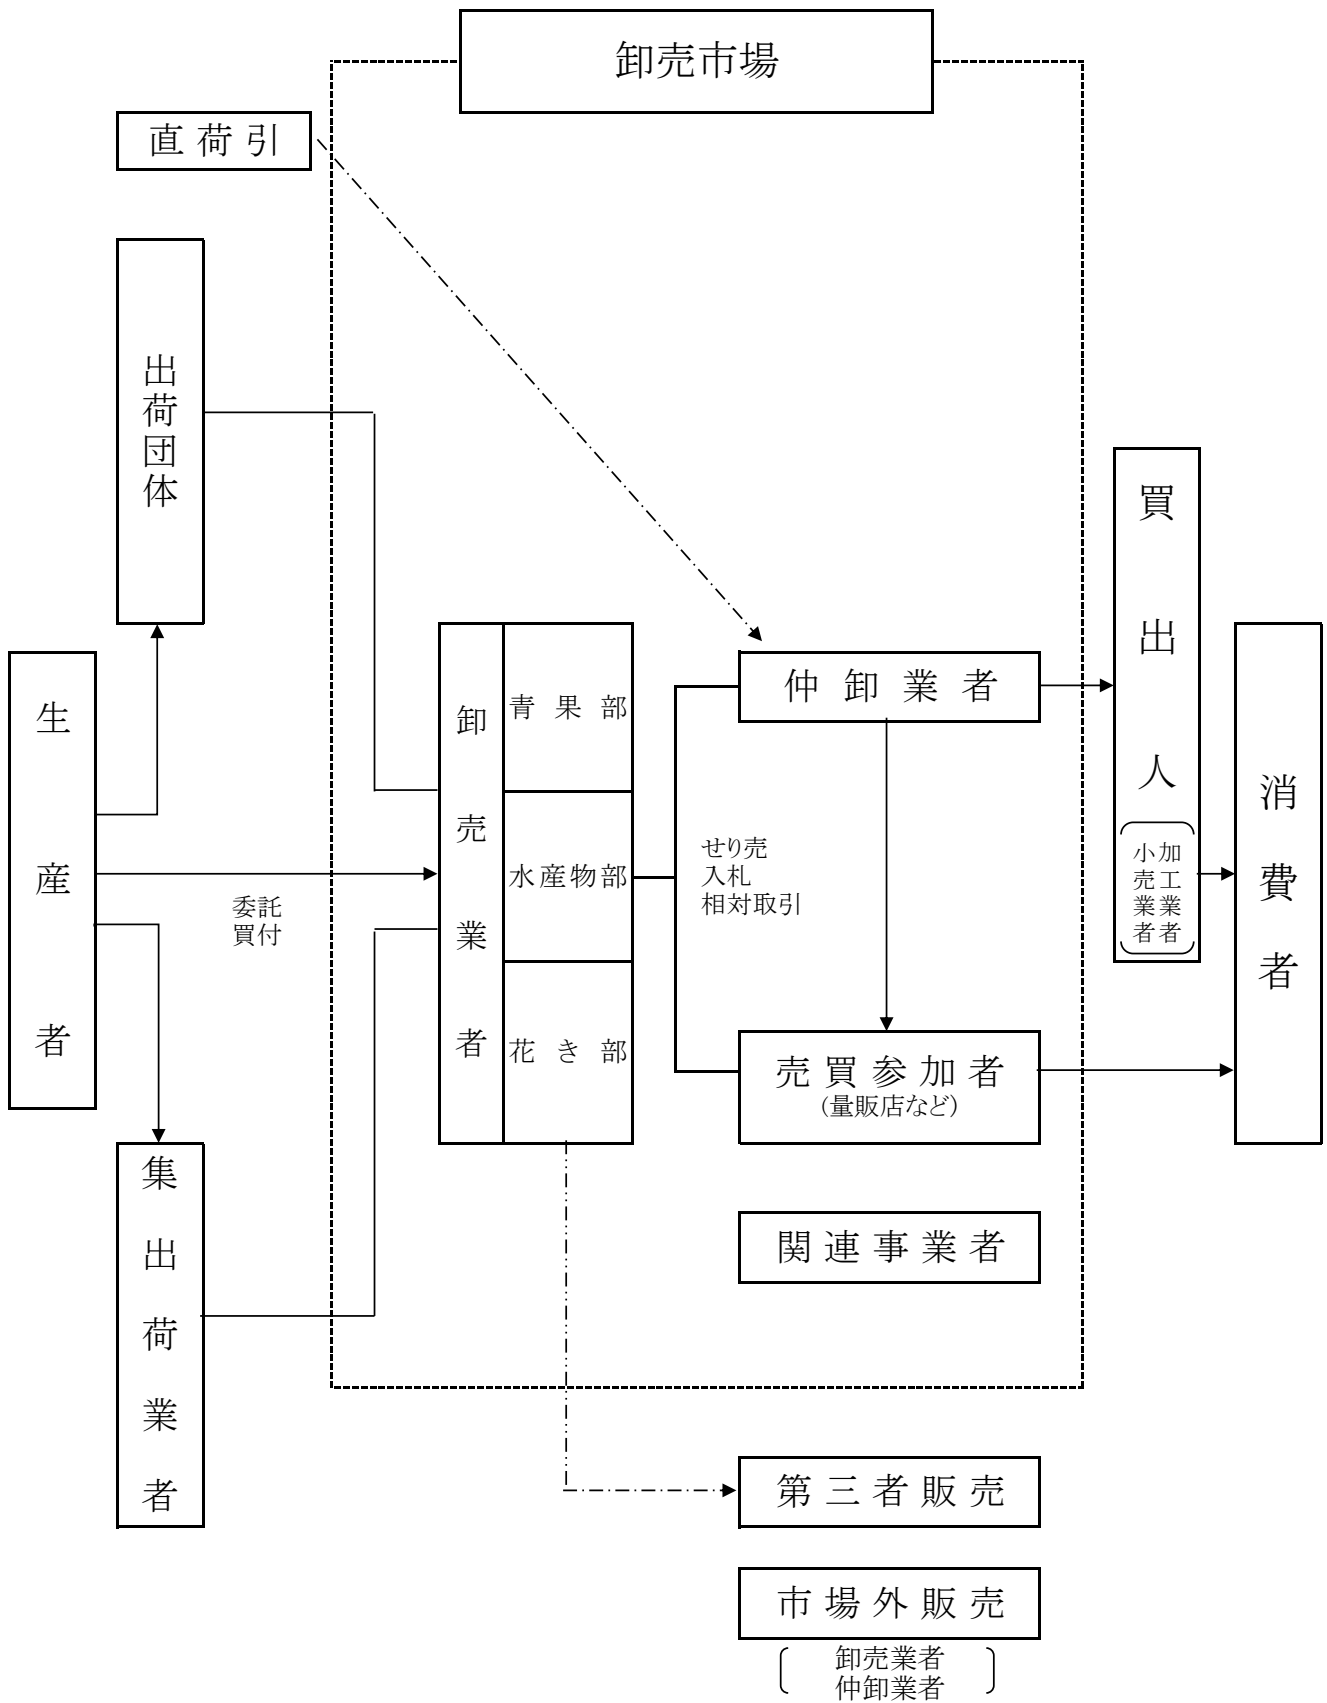 卸売市場
直荷引
出荷団体
生産者
集出荷業者
委託
買付
卸売業者
青果部
水産物部
花き部
せり売
入札
相対取引
仲卸業者
売買参加者
(量販店など)
関連事業者
買出人
加工業者
小売業者
消費者
第三者販売
市場外販売
卸売業者
仲卸業者